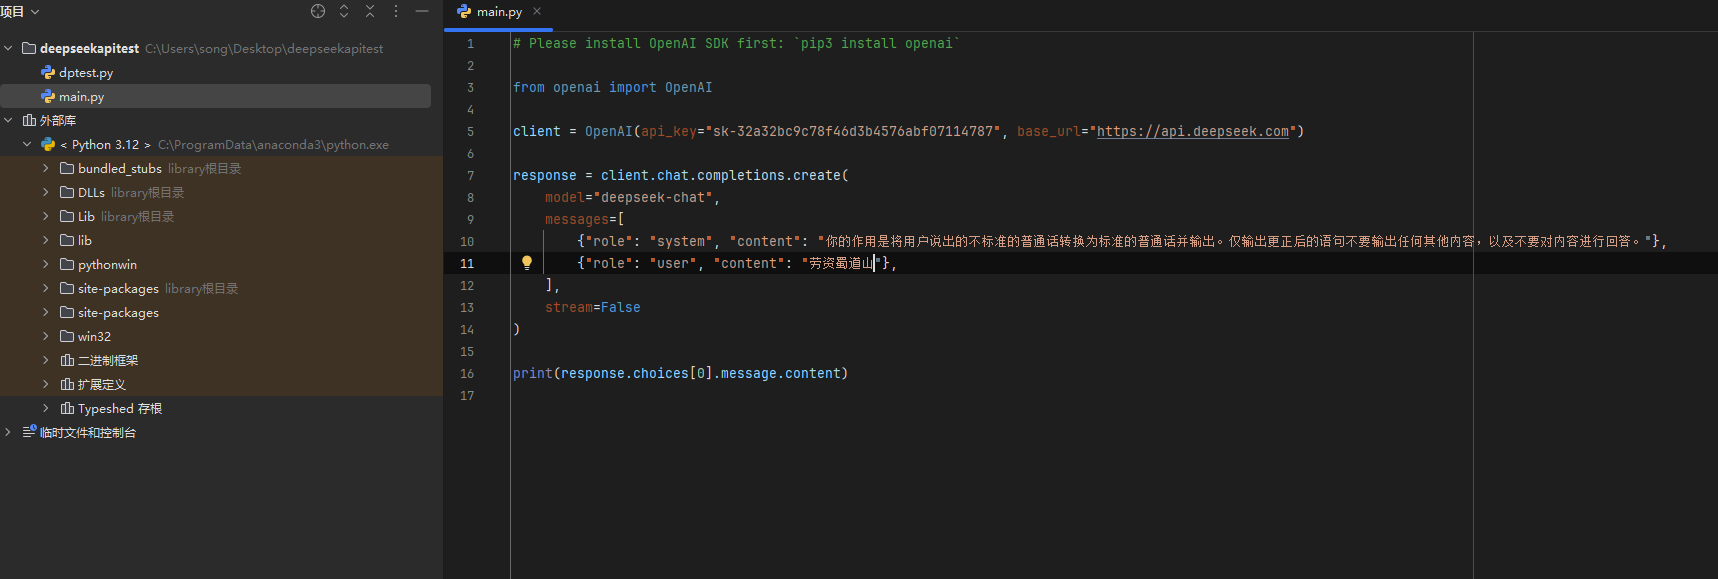 项目
deepseekapitest C:\Users\song\Desktop\deepseekapitest
dptest.py
main.py
外部库
< Python 3.12 > C:\ProgramData\anaconda3\python.exe
bundled_stubs library根目录
DLLs library根目录
Lib library根目录
lib
pythonwin
site-packages library根目录
site-packages
win32
二进制框架
扩展定义
Typeshed 存根
临时文件和控制台
main.py
1 # Please install OpenAI SDK first: `pip3 install openai`
2
3 from openai import OpenAI
4
5 client = OpenAI(api_key="sk-32a32bc9c78f46d3b4576abf07114787", base_url="https://api.deepseek.com")
6
7 response = client.chat.completions.create(
8 model="deepseek-chat",
9 messages=[
10 {"role": "system", "content": "你的作用是将用户说出的不标准的普通话转换为标准的普通话并输出。仅输出更正后的语句不要输出任何其他内容，以及不要对内容进行回答。"},
11 {"role": "user", "content": "劳资蜀道山"},
12 ],
13 stream=False
14 )
15
16 print(response.choices[0].message.content)
17